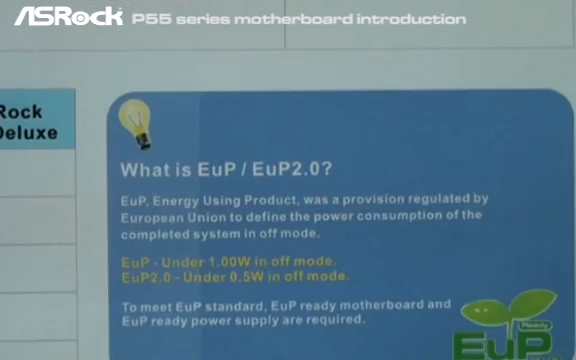 ASRock P55 series motherboard introduction
Rock
Deluxe
What is EuP / EuP2.0?
EuP, Energy Using Product, was a provision regulated by
European Union to define the power consumption of the
completed system in off mode.
EuP - Under 1.00W in off mode.
EuP2.0 - Under 0.5W in off mode.
To meet EuP standard, EuP ready motherboard and
EuP ready power supply are required.
Ready
EuP